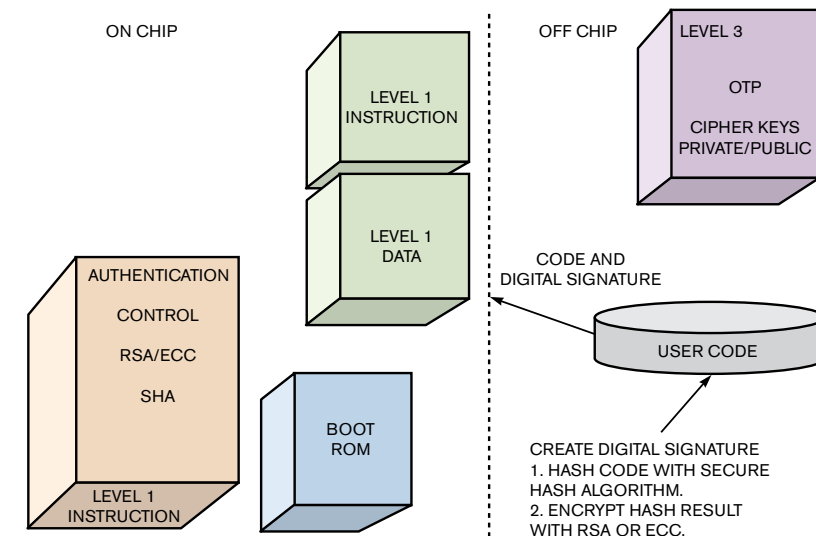 ON CHIP
OFF CHIP
LEVEL 3
OTP
CIPHER KEYS
PRIVATE/PUBLIC
LEVEL 1
INSTRUCTION
LEVEL 1
DATA
CODE AND
DIGITAL SIGNATURE
AUTHENTICATION
CONTROL
RSA/ECC
SHA
LEVEL 1
INSTRUCTION
BOOT
ROM
USER CODE
CREATE DIGITAL SIGNATURE
1. HASH CODE WITH SECURE
HASH ALGORITHM.
2. ENCRYPT HASH RESULT
WITH RSA OR ECC.